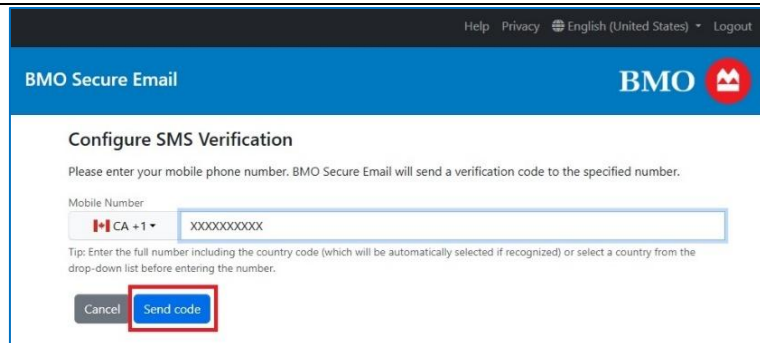 Help Privacy English (United States) Logout
BMO Secure Email
BMO
Configure SMS Verification
Please enter your mobile phone number. BMO Secure Email will send a verification code to the specified number.
Mobile Number
CA +1
XXXXXXXXXX
Tip: Enter the full number including the country code (which will be automatically selected if recognized) or select a country from the
drop-down list before entering the number.
Cancel Send code